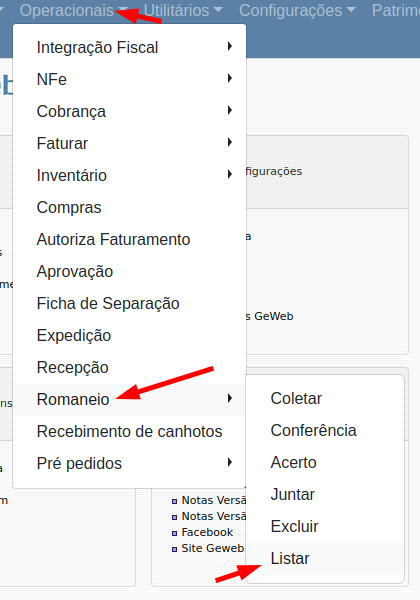 Operacionais Utilitários Configurações Patrim
Integração Fiscal
NFe
Cobrança
Faturar
figurações
Inventário
Compras
Autoriza Faturamento
Aprovação
Ficha de Separação
s GeWeb
Expedição
Recepção
Romaneio
Coletar
Recebimento de canhotos
Conferência
Pré pedidos
Acerto
Juntar
Notas Versã
Notas Versã
Excluir
Facebook
Site Geweb
Listar